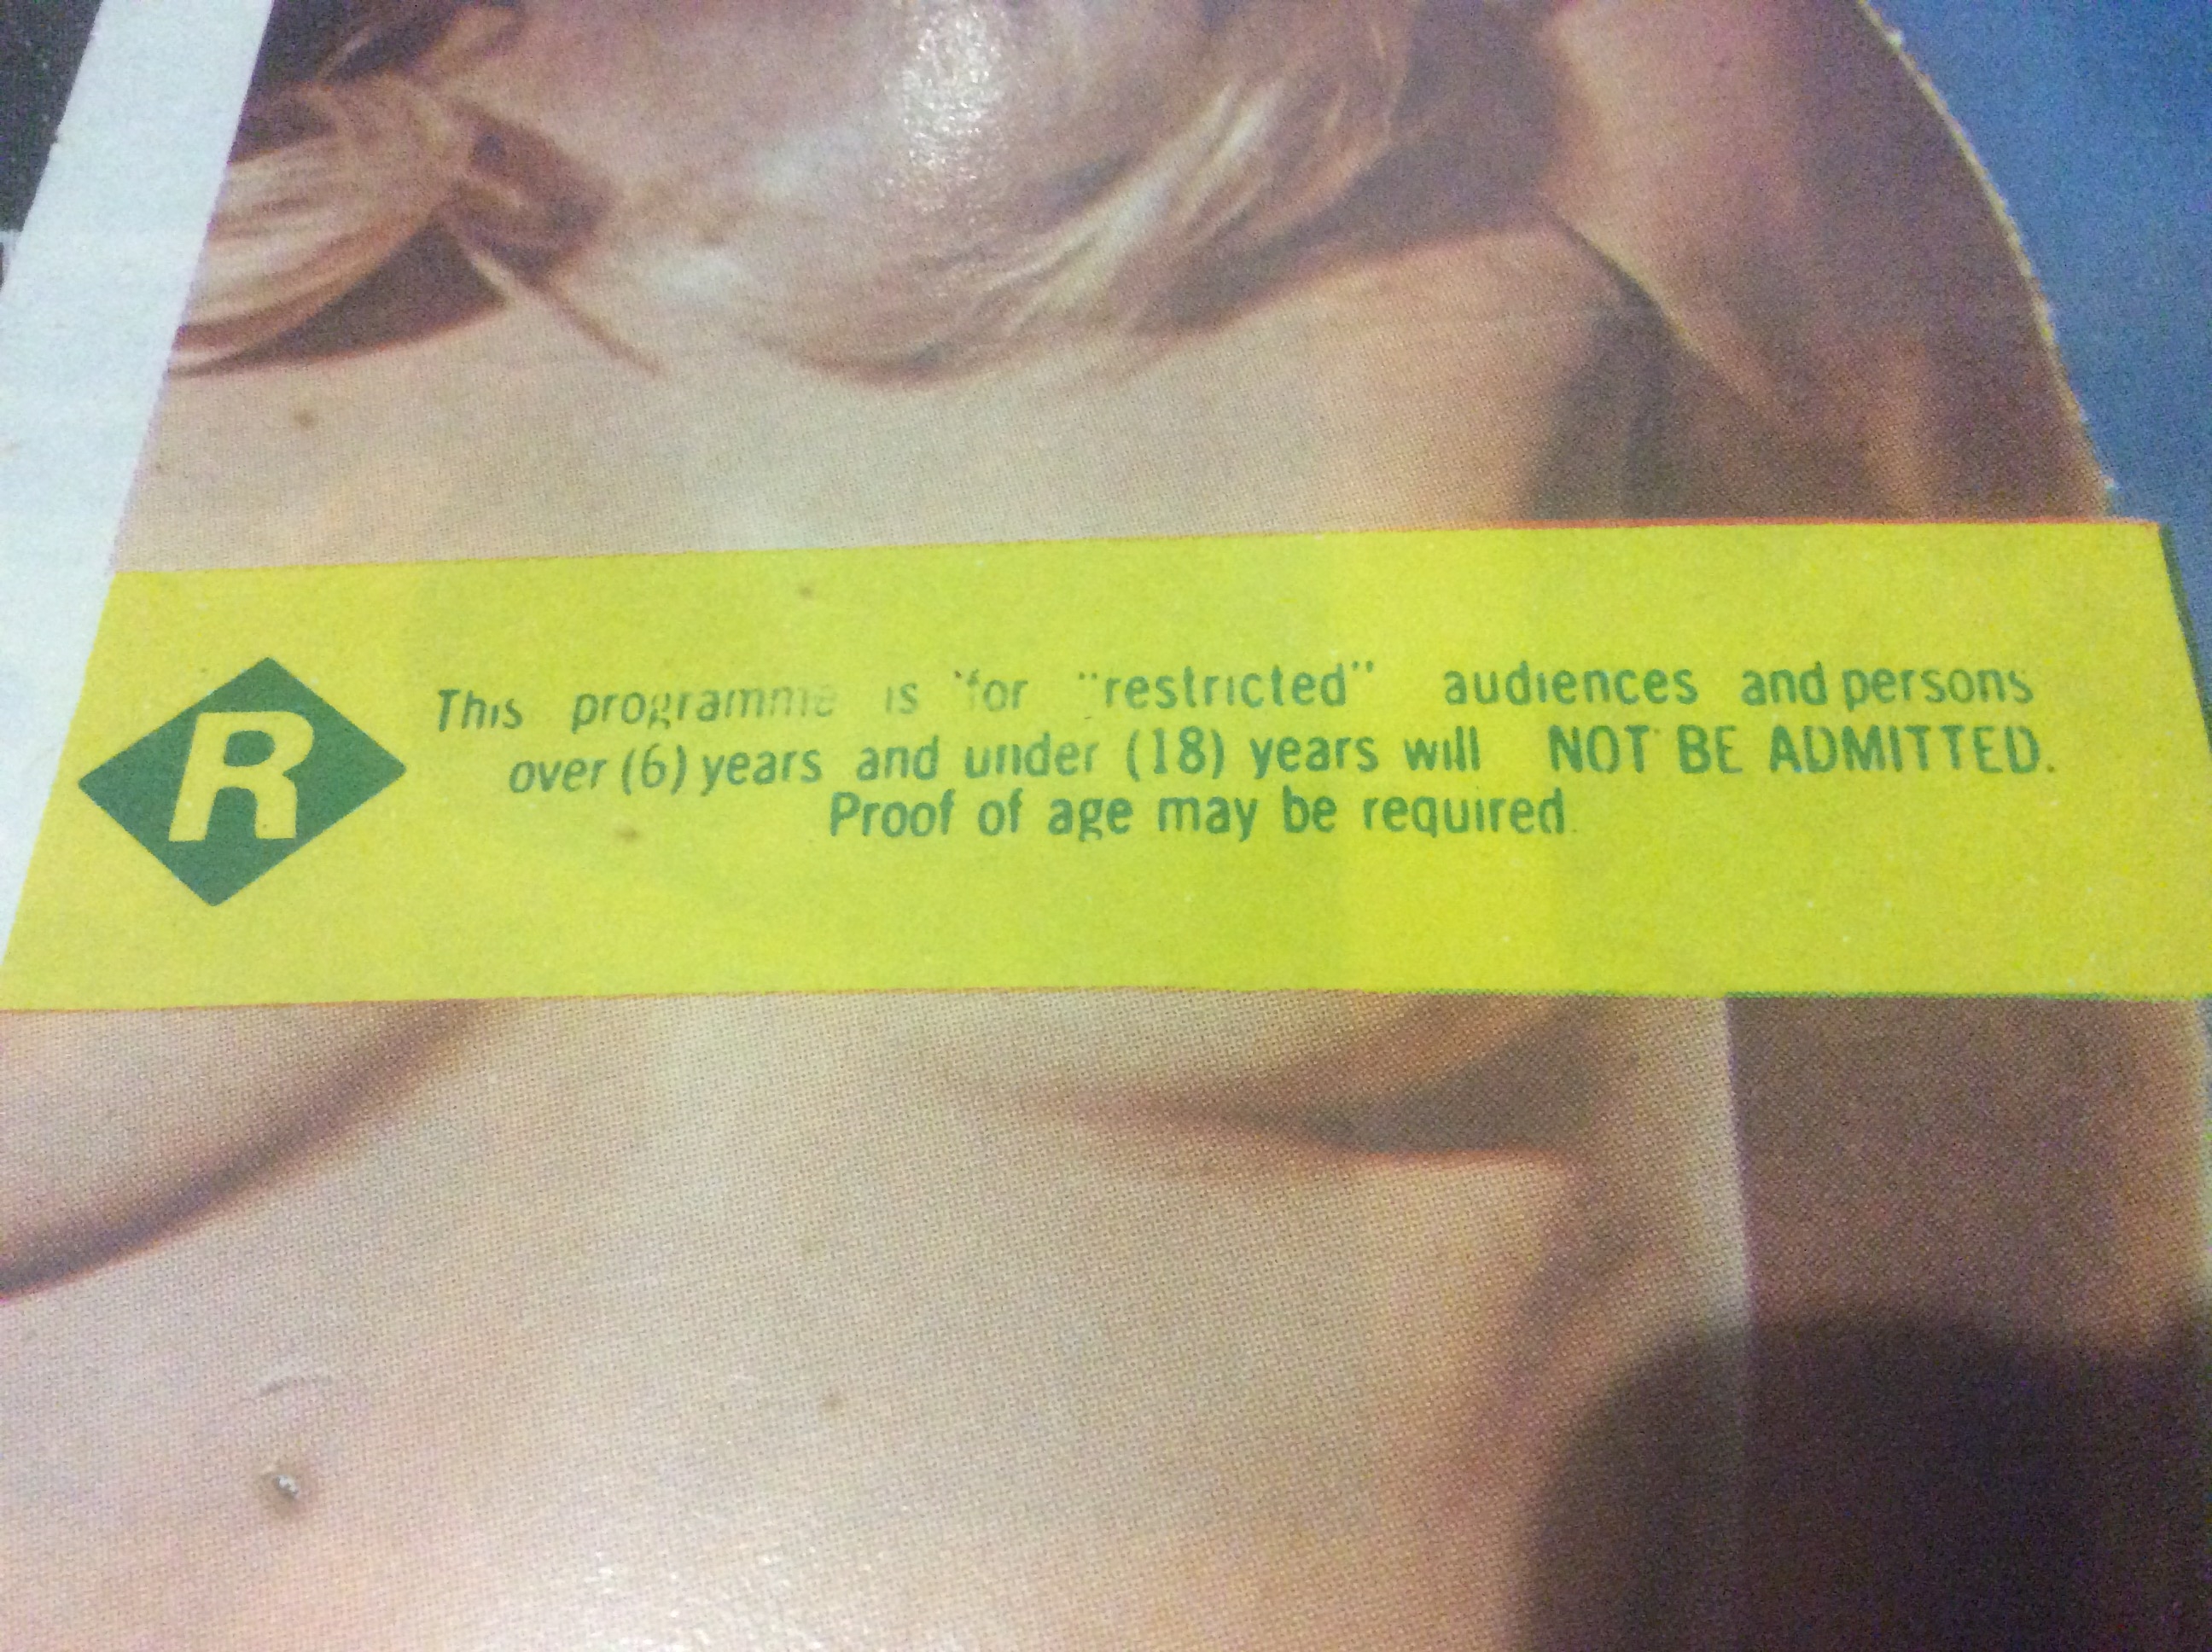 R
This programme is "for "restricted" audiences and persons
over (6) years and under (18) years will NOT BE ADMITTED.
Proof of age may be required.